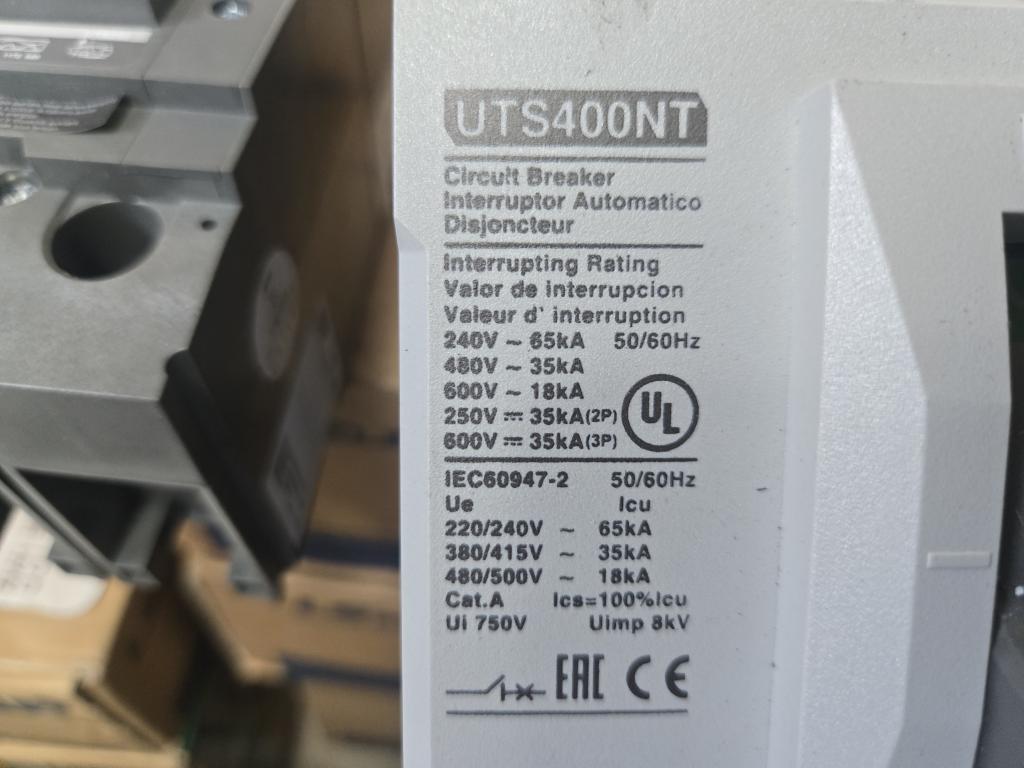 UTS400NT
Circuit Breaker
Interruptor Automatico
Disjoncteur
Interrupting Rating
Valor de interrupcion
Valeur d' interruption
240V ~ 65kA 50/60Hz
480V ~ 35kA
600V ~ 18kA
250V ⎓ 35kA(2P)
600V ⎓ 35kA(3P)
UL
IEC60947-2 50/60Hz
Ue Icu
220/240V ~ 65kA
380/415V ~ 35kA
480/500V ~ 18kA
Cat.A Ics=100%Icu
Ui 750V Uimp 8kV
EAC CE